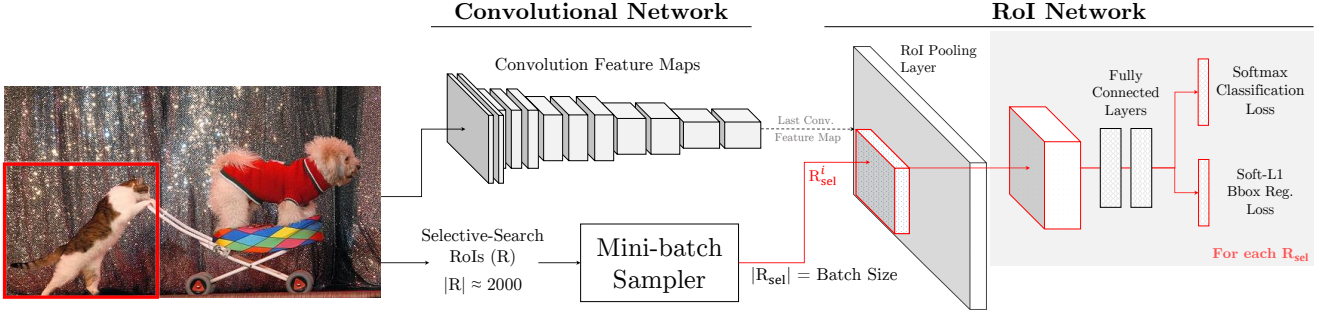 Convolutional Network
RoI Network
Convolution Feature Maps
RoI Pooling
Layer
Last Conv.
Feature Map
Fully
Connected
Layers
Softmax
Classification
Loss
Soft-L1
Bbox Reg.
Loss
R^i_sel
Selective-Search
RoIs (R)
|R| ≈ 2000
Mini-batch
Sampler
|R_sel| = Batch Size
For each R_sel